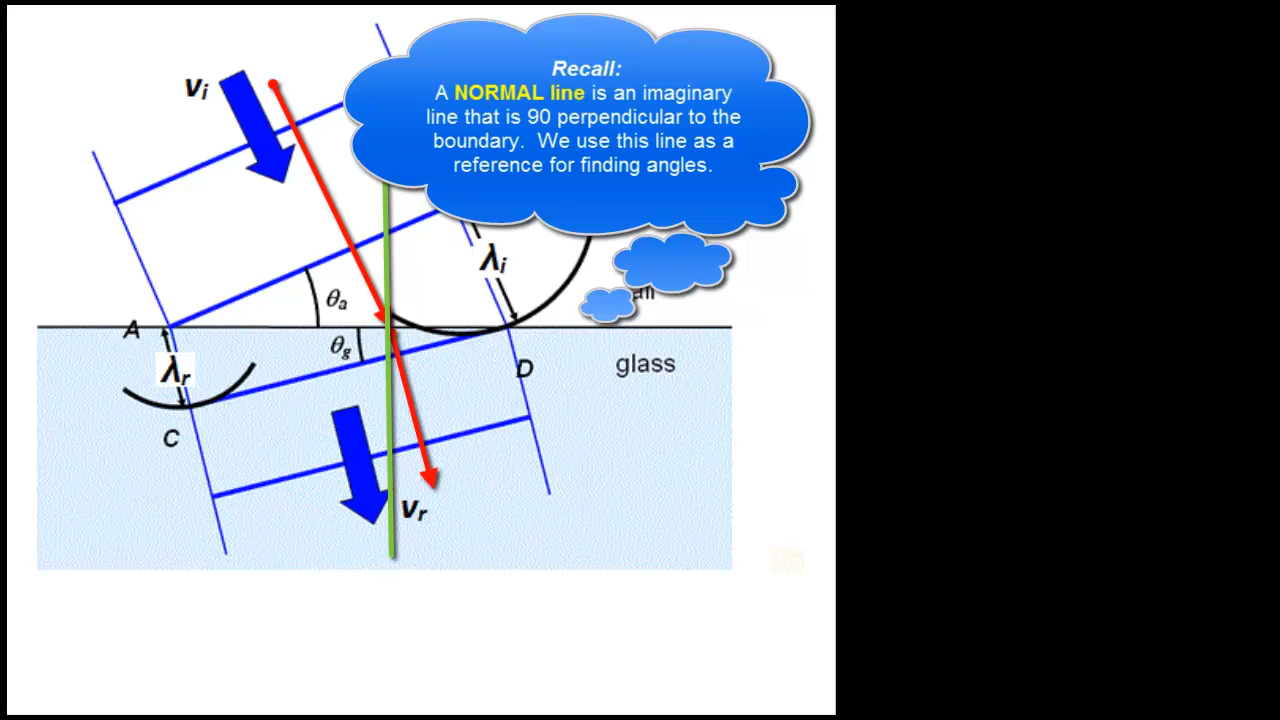 Recall:
A NORMAL line is an imaginary
line that is 90 perpendicular to the
boundary. We use this line as a
reference for finding angles.
vi
λi
θa
A
θg
λr
D
glass
C
vr